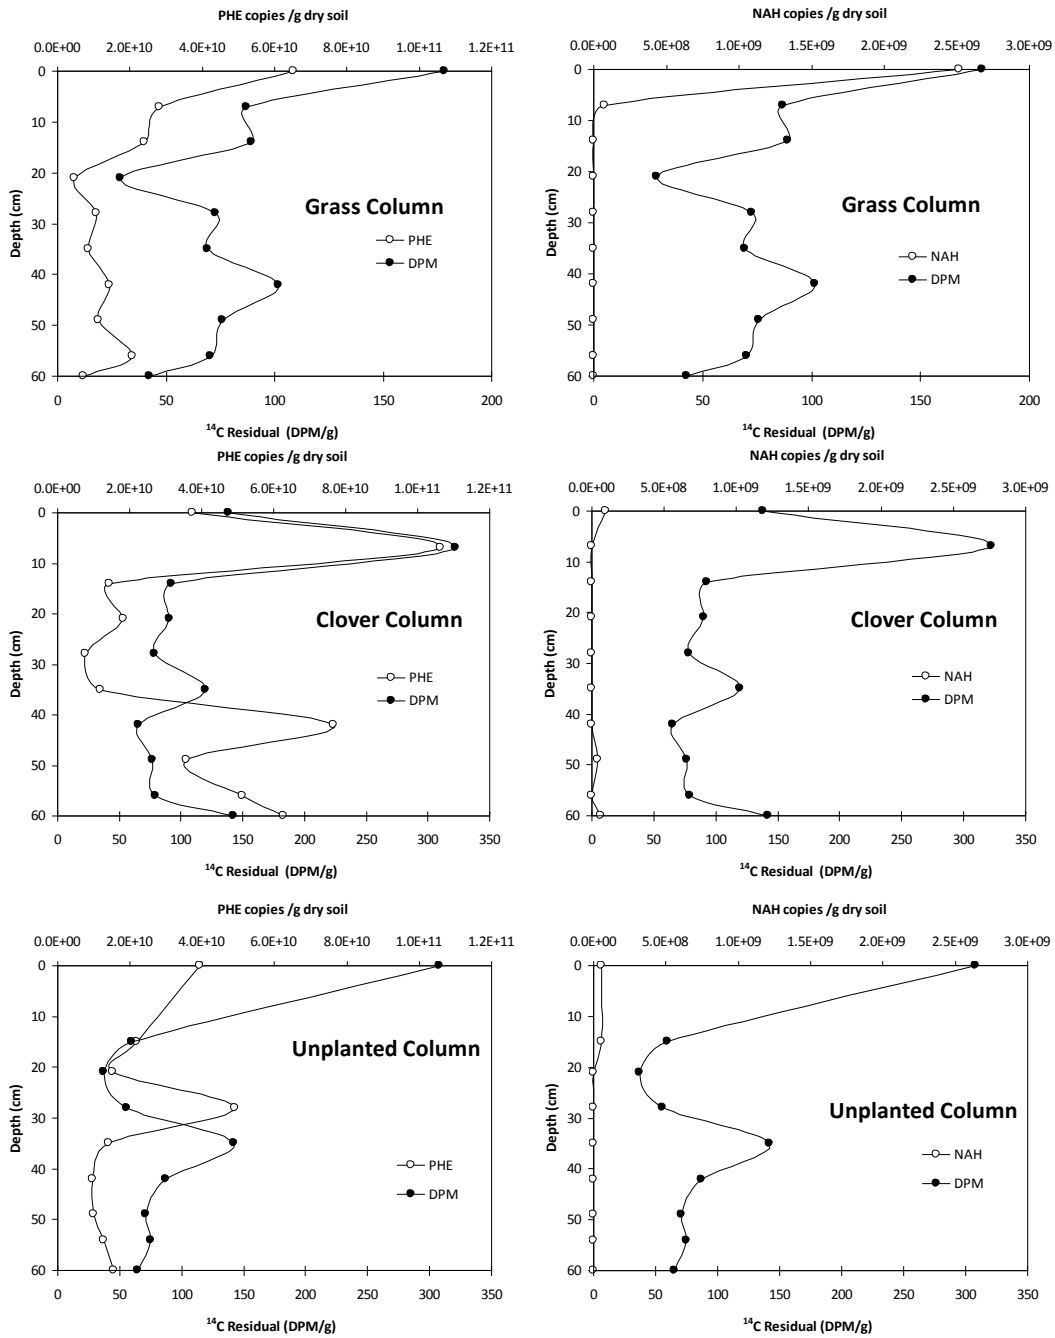 PHE copies /g dry soil
0.0E+00 2.0E+10 4.0E+10 6.0E+10 8.0E+10 1.0E+11 1.2E+11
0
10
20
30
40
50
60
Depth (cm)
Grass Column
PHE
DPM
0 50 100 150 200
14C Residual (DPM/g)
NAH copies /g dry soil
0.0E+00 5.0E+08 1.0E+09 1.5E+09 2.0E+09 2.5E+09 3.0E+09
0
10
20
30
40
50
60
Depth (cm)
Grass Column
NAH
DPM
0 50 100 150 200
14C Residual (DPM/g)
PHE copies /g dry soil
0.0E+00 2.0E+10 4.0E+10 6.0E+10 8.0E+10 1.0E+11 1.2E+11
0
10
20
30
40
50
60
Depth (cm)
Clover Column
PHE
DPM
0 50 100 150 200 250 300 350
14C Residual (DPM/g)
NAH copies /g dry soil
0.0E+00 5.0E+08 1.0E+09 1.5E+09 2.0E+09 2.5E+09 3.0E+09
0
10
20
30
40
50
60
Depth (cm)
Clover Column
NAH
DPM
0 50 100 150 200 250 300 350
14C Residual (DPM/g)
PHE copies /g dry soil
0.0E+00 2.0E+10 4.0E+10 6.0E+10 8.0E+10 1.0E+11 1.2E+11
0
10
20
30
40
50
60
Depth (cm)
Unplanted Column
PHE
DPM
0 50 100 150 200 250 300 350
14C Residual (DPM/g)
NAH copies /g dry soil
0.0E+00 5.0E+08 1.0E+09 1.5E+09 2.0E+09 2.5E+09 3.0E+09
0
10
20
30
40
50
60
Depth (cm)
Unplanted Column
NAH
DPM
0 50 100 150 200 250 300 350
14C Residual (DPM/g)